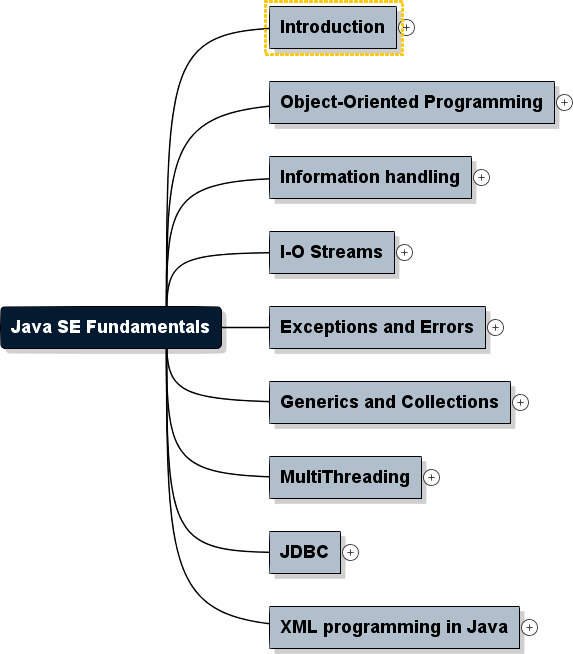 Introduction
Object-Oriented Programming
Information handling
I-O Streams
Java SE Fundamentals
Exceptions and Errors
Generics and Collections
MultiThreading
JDBC
XML programming in Java